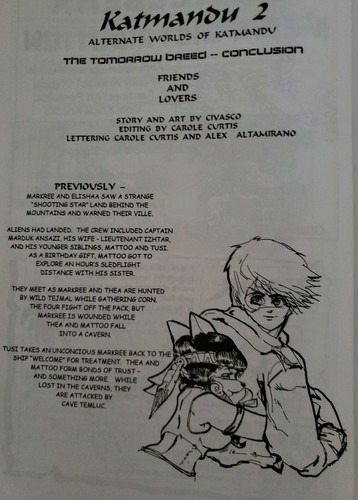 Katmandu 2
ALTERNATE WORLDS OF KATMANDU
THE TOMORROW BREED -- CONCLUSION
FRIENDS
AND
LOVERS
STORY AND ART BY CIVASCO
EDITING BY CAROLE CURTIS
LETTERING CAROLE CURTIS AND ALEX ALTAMIRANO
PREVIOUSLY –
MARKREE AND ELISHAA SAW A STRANGE
"SHOOTING STAR" LAND BEHIND THE
MOUNTAINS AND WARNED THEIR VILLE.
ALIENS HAD LANDED. THE CREW INCLUDED CAPTAIN
MARDUK ANSAZI, HIS WIFE - LIEUTENANT IZHTAR,
AND HIS YOUNGER SIBLINGS, MATTOO AND TUSI.
AS A BIRTHDAY GIFT, MATTOO GOT TO
EXPLORE AN HOUR'S SLEDFLIGHT
DISTANCE WITH HIS SISTER.
THEY MEET AS MARKREE AND THEA ARE HUNTED
BY WILD TEJMAL WHILE GATHERING CORN.
THE FOUR FIGHT OFF THE PACK, BUT
MARKREE IS WOUNDED WHILE
THEA AND MATTOO FALL
INTO A CAVERN.
TUSI TAKES AN UNCONCIOUS MARKREE BACK TO THE
SHIP "WELCOME" FOR TREATMENT. THEA AND
MATTOO FORM BONDS OF TRUST -
AND SOMETHING MORE. WHILE
LOST IN THE CAVERNS, THEY
ARE ATTACKED BY
CAVE TEMLUC.